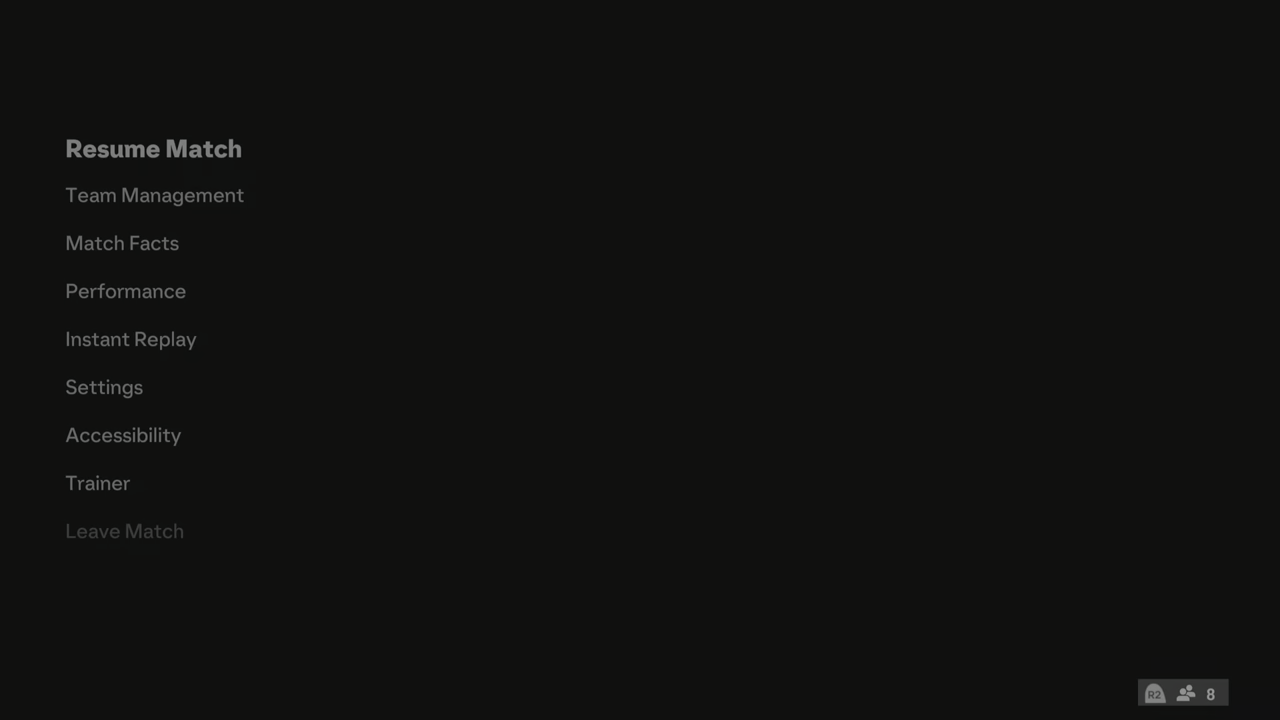 Resume Match
Team Management
Match Facts
Performance
Instant Replay
Settings
Accessibility
Trainer
Leave Match
R2 8